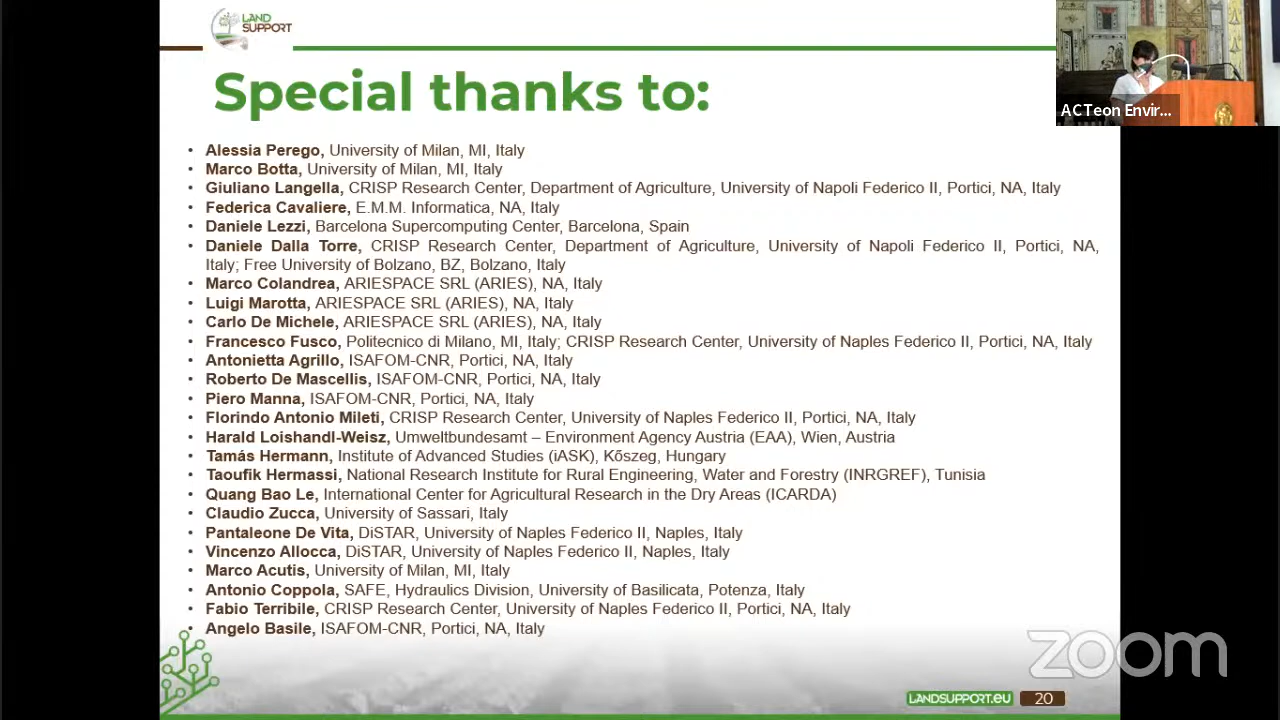 LAND
SUPPORT
Special thanks to:
ACTeon Envir...
• Alessia Perego, University of Milan, MI, Italy
• Marco Botta, University of Milan, MI, Italy
• Giuliano Langella, CRISP Research Center, Department of Agriculture, University of Napoli Federico II, Portici, NA, Italy
• Federica Cavaliere, E.M.M. Informatica, NA, Italy
• Daniele Lezzi, Barcelona Supercomputing Center, Barcelona, Spain
• Daniele Dalla Torre, CRISP Research Center, Department of Agriculture, University of Napoli Federico II, Portici, NA,
Italy; Free University of Bolzano, BZ, Bolzano, Italy
• Marco Colandrea, ARIESPACE SRL (ARIES), NA, Italy
• Luigi Marotta, ARIESPACE SRL (ARIES), NA, Italy
• Carlo De Michele, ARIESPACE SRL (ARIES), NA, Italy
• Francesco Fusco, Politecnico di Milano, MI, Italy; CRISP Research Center, University of Naples Federico II, Portici, NA, Italy
• Antonietta Agrillo, ISAFOM-CNR, Portici, NA, Italy
• Roberto De Mascellis, ISAFOM-CNR, Portici, NA, Italy
• Piero Manna, ISAFOM-CNR, Portici, NA, Italy
• Florindo Antonio Mileti, CRISP Research Center, University of Naples Federico II, Portici, NA, Italy
• Harald Loishandl-Weisz, Umweltbundesamt – Environment Agency Austria (EAA), Wien, Austria
• Tamás Hermann, Institute of Advanced Studies (iASK), Kőszeg, Hungary
• Taoufik Hermassi, National Research Institute for Rural Engineering, Water and Forestry (INRGREF), Tunisia
• Quang Bao Le, International Center for Agricultural Research in the Dry Areas (ICARDA)
• Claudio Zucca, University of Sassari, Italy
• Pantaleone De Vita, DiSTAR, University of Naples Federico II, Naples, Italy
• Vincenzo Allocca, DiSTAR, University of Naples Federico II, Naples, Italy
• Marco Acutis, University of Milan, MI, Italy
• Antonio Coppola, SAFE, Hydraulics Division, University of Basilicata, Potenza, Italy
• Fabio Terribile, CRISP Research Center, University of Naples Federico II, Portici, NA, Italy
• Angelo Basile, ISAFOM-CNR, Portici, NA, Italy
zoom
LANDSUPPORT.EU 20